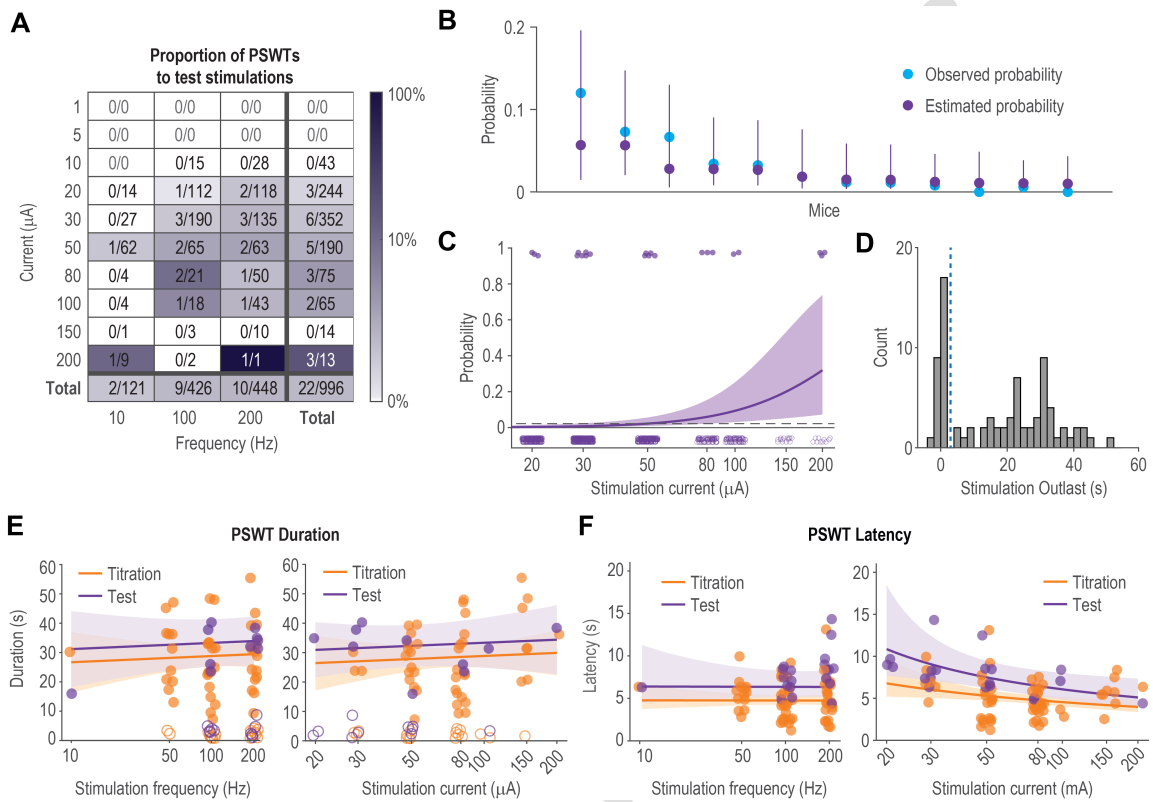 A
Proportion of PSWTs
to test stimulations
1 0/0 0/0 0/0 0/0
5 0/0 0/0 0/0 0/0
10 0/0 0/15 0/28 0/43
20 0/14 1/112 2/118 3/244
30 0/27 3/190 3/135 6/352
50 1/62 2/65 2/63 5/190
80 0/4 2/21 1/50 3/75
100 0/4 1/18 1/43 2/65
150 0/1 0/3 0/10 0/14
200 1/9 0/2 1/1 3/13
Total 2/121 9/426 10/448 22/996
10 100 200 Total
Frequency (Hz)
Current (μA)
100%
10%
0%
B
0.2
0.1
0
Probability
Mice
Observed probability
Estimated probability
C
1
0.8
0.6
0.4
0.2
0
Probability
20 30 50 80 100 150 200
Stimulation current (μA)
D
20
10
0
Count
0 20 40 60
Stimulation Outlast (s)
E
PSWT Duration
60
50
40
30
20
10
0
Duration (s)
Titration
Test
10 50 100 200
Stimulation frequency (Hz)
60
50
40
30
20
10
0
Titration
Test
20 30 50 80 100 150 200
Stimulation current (μA)
F
PSWT Latency
20
15
10
5
0
Latency (s)
Titration
Test
10 50 100 200
Stimulation frequency (Hz)
20
15
10
5
0
Titration
Test
20 30 50 80 100 150 200
Stimulation current (mA)